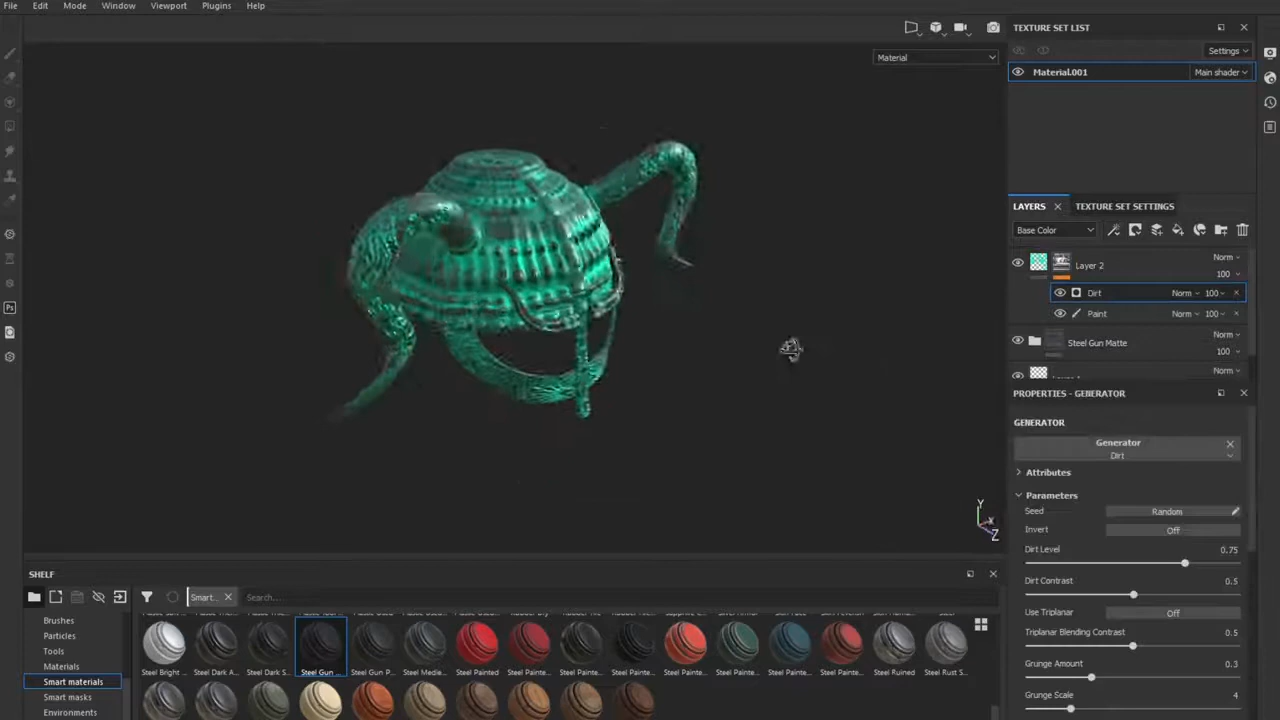 File Edit Mode Window Viewport Plugins Help
Material
TEXTURE SET LIST
Settings
Material.001 Main shader
LAYERS TEXTURE SET SETTINGS
Base Color
Norm
Layer 2
100
Dirt Norm 100
Paint Norm 100
Norm
Steel Gun Matte
100
Norm
PROPERTIES - GENERATOR
GENERATOR
Generator
Dirt
Attributes
Parameters
Seed Random
Invert Off
Dirt Level 0.75
Dirt Contrast 0.5
Use Triplanar Off
Triplanar Blending Contrast 0.5
Grunge Amount 0.3
Grunge Scale 4
Y
X
Z
SHELF
Smart... Search...
Brushes
Particles
Tools
Materials
Smart materials
Smart masks
Environments
Steel Bright ... Steel Dark A... Steel Dark S... Steel Gun ... Steel Gun P... Steel Medie... Steel Painted Steel Painte... Steel Painte... Steel Painte... Steel Painte... Steel Painte... Steel Painte... Steel Painte... Steel Ruined Steel Rust S...
Ps